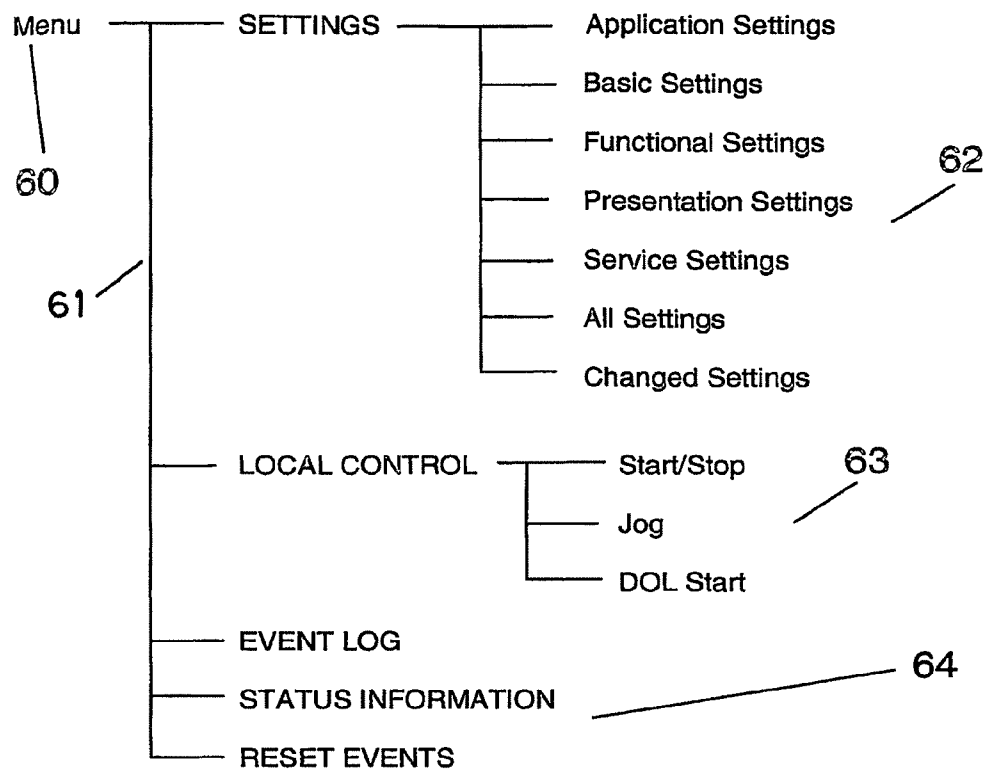 Menu
SETTINGS
Application Settings
Basic Settings
Functional Settings
62
60
Presentation Settings
Service Settings
61
All Settings
Changed Settings
LOCAL CONTROL
Start/Stop
63
Jog
DOL Start
EVENT LOG
64
STATUS INFORMATION
RESET EVENTS